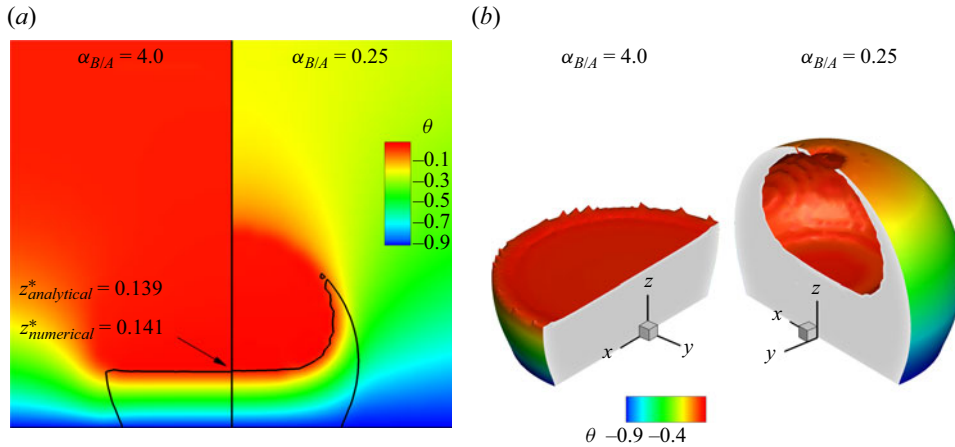 (a)
α_{B/A} = 4.0
α_{B/A} = 0.25
θ
−0.1
−0.3
−0.5
−0.7
−0.9
z*_{analytical} = 0.139
z*_{numerical} = 0.141
(b)
α_{B/A} = 4.0
α_{B/A} = 0.25
z
x
y
z
x
y
θ −0.9 −0.4